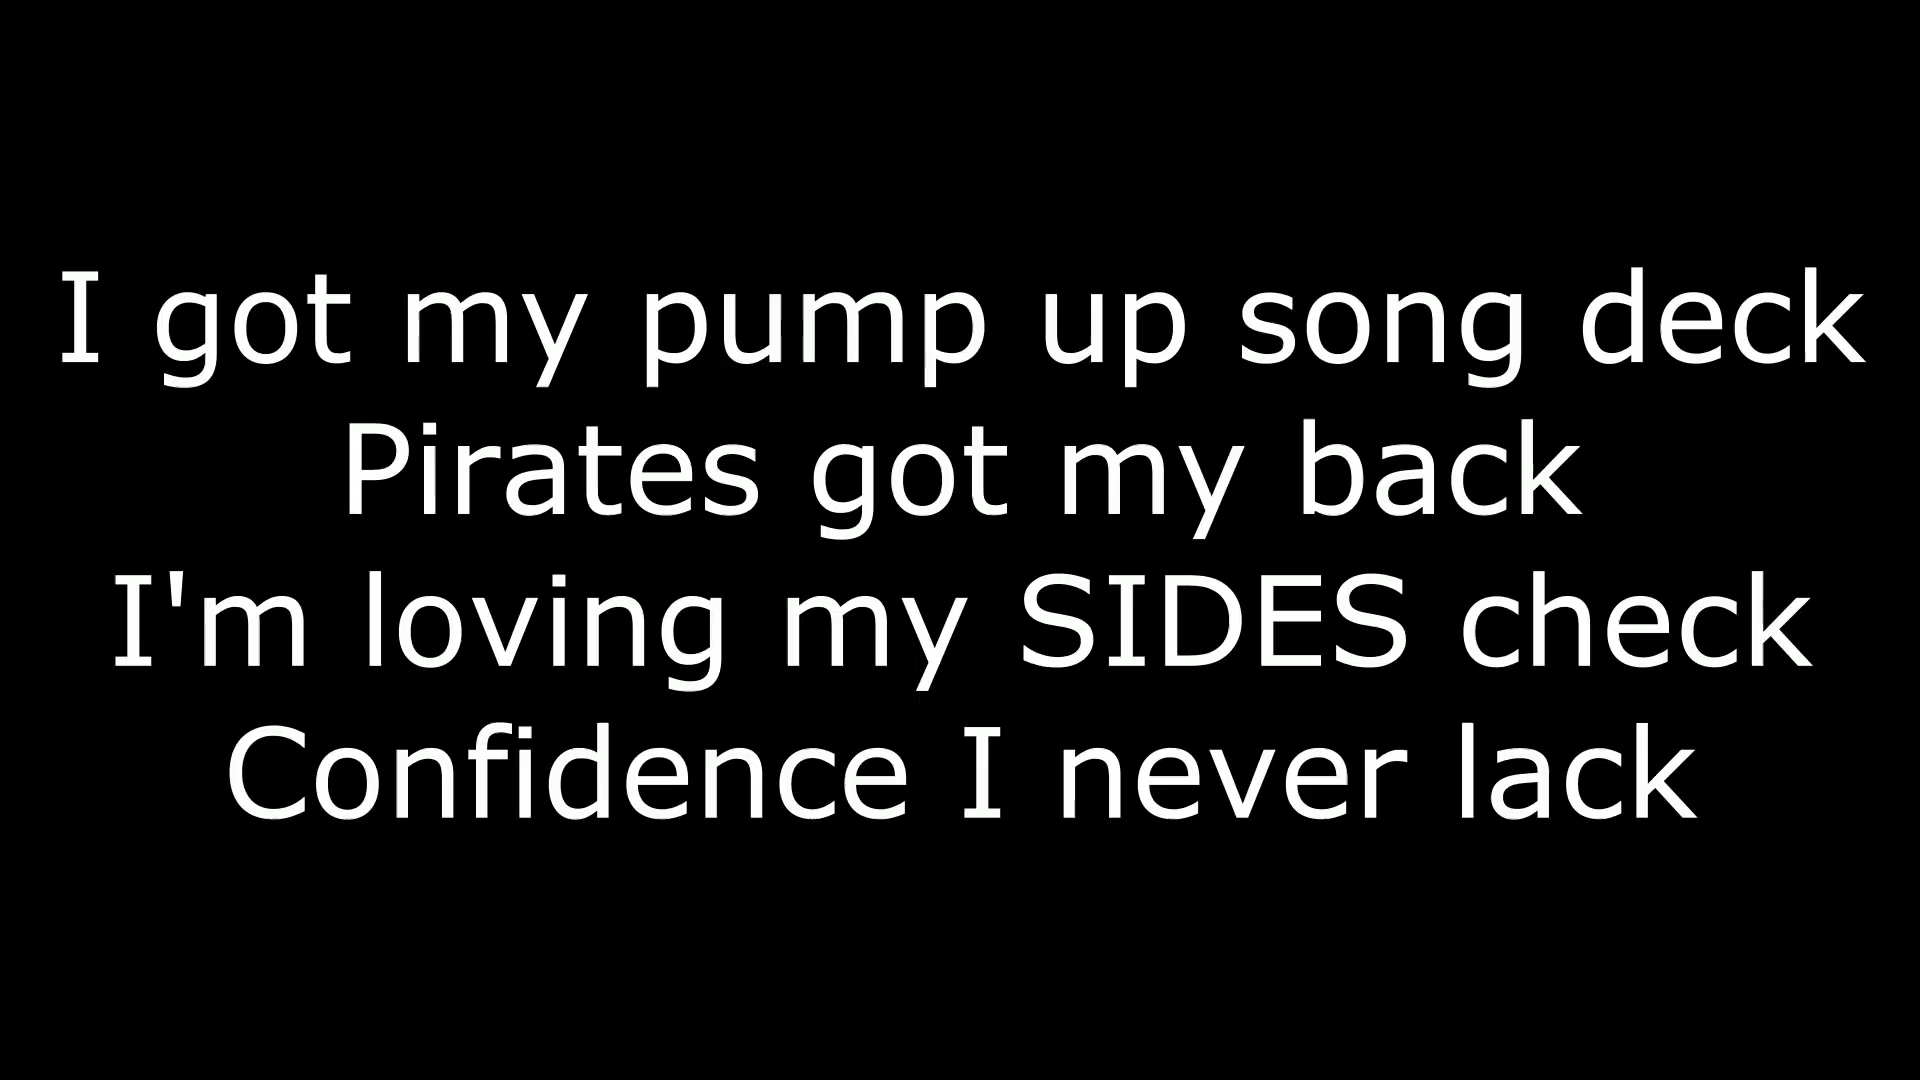 I got my pump up song deck
Pirates got my back
I'm loving my SIDES check
Confidence I never lack